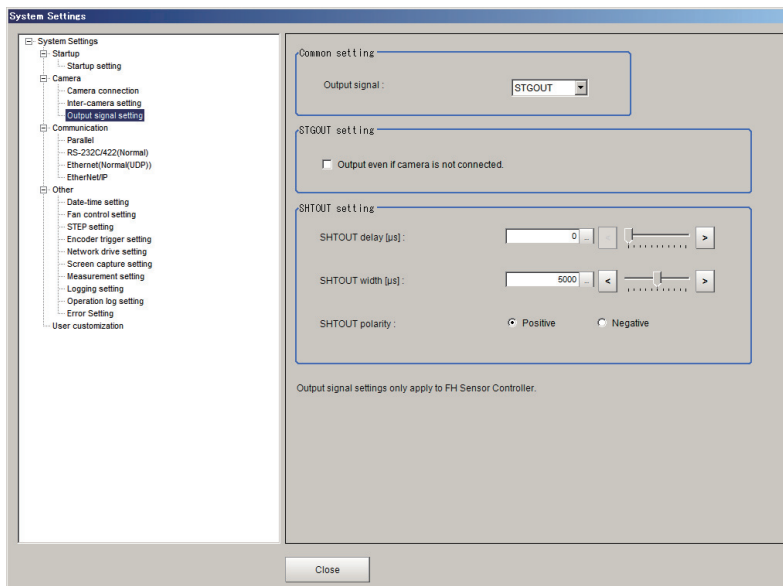 System Settings
System Settings
Startup
Startup setting
Camera
Camera connection
Inter-camera setting
Output signal setting
Communication
Parallel
RS-232C/422(Normal)
Ethernet(Normal(UDP))
EtherNet/IP
Other
Date-time setting
Fan control setting
STEP setting
Encoder trigger setting
Network drive setting
Screen capture setting
Measurement setting
Logging setting
Operation log setting
Error Setting
User customization
Common setting
Output signal : STGOUT
STGOUT setting
Output even if camera is not connected.
SHTOUT setting
SHTOUT delay [μs] : 0 ... < >
SHTOUT width [μs] : 5000 ... < >
SHTOUT polarity : Positive Negative
Output signal settings only apply to FH Sensor Controller.
Close